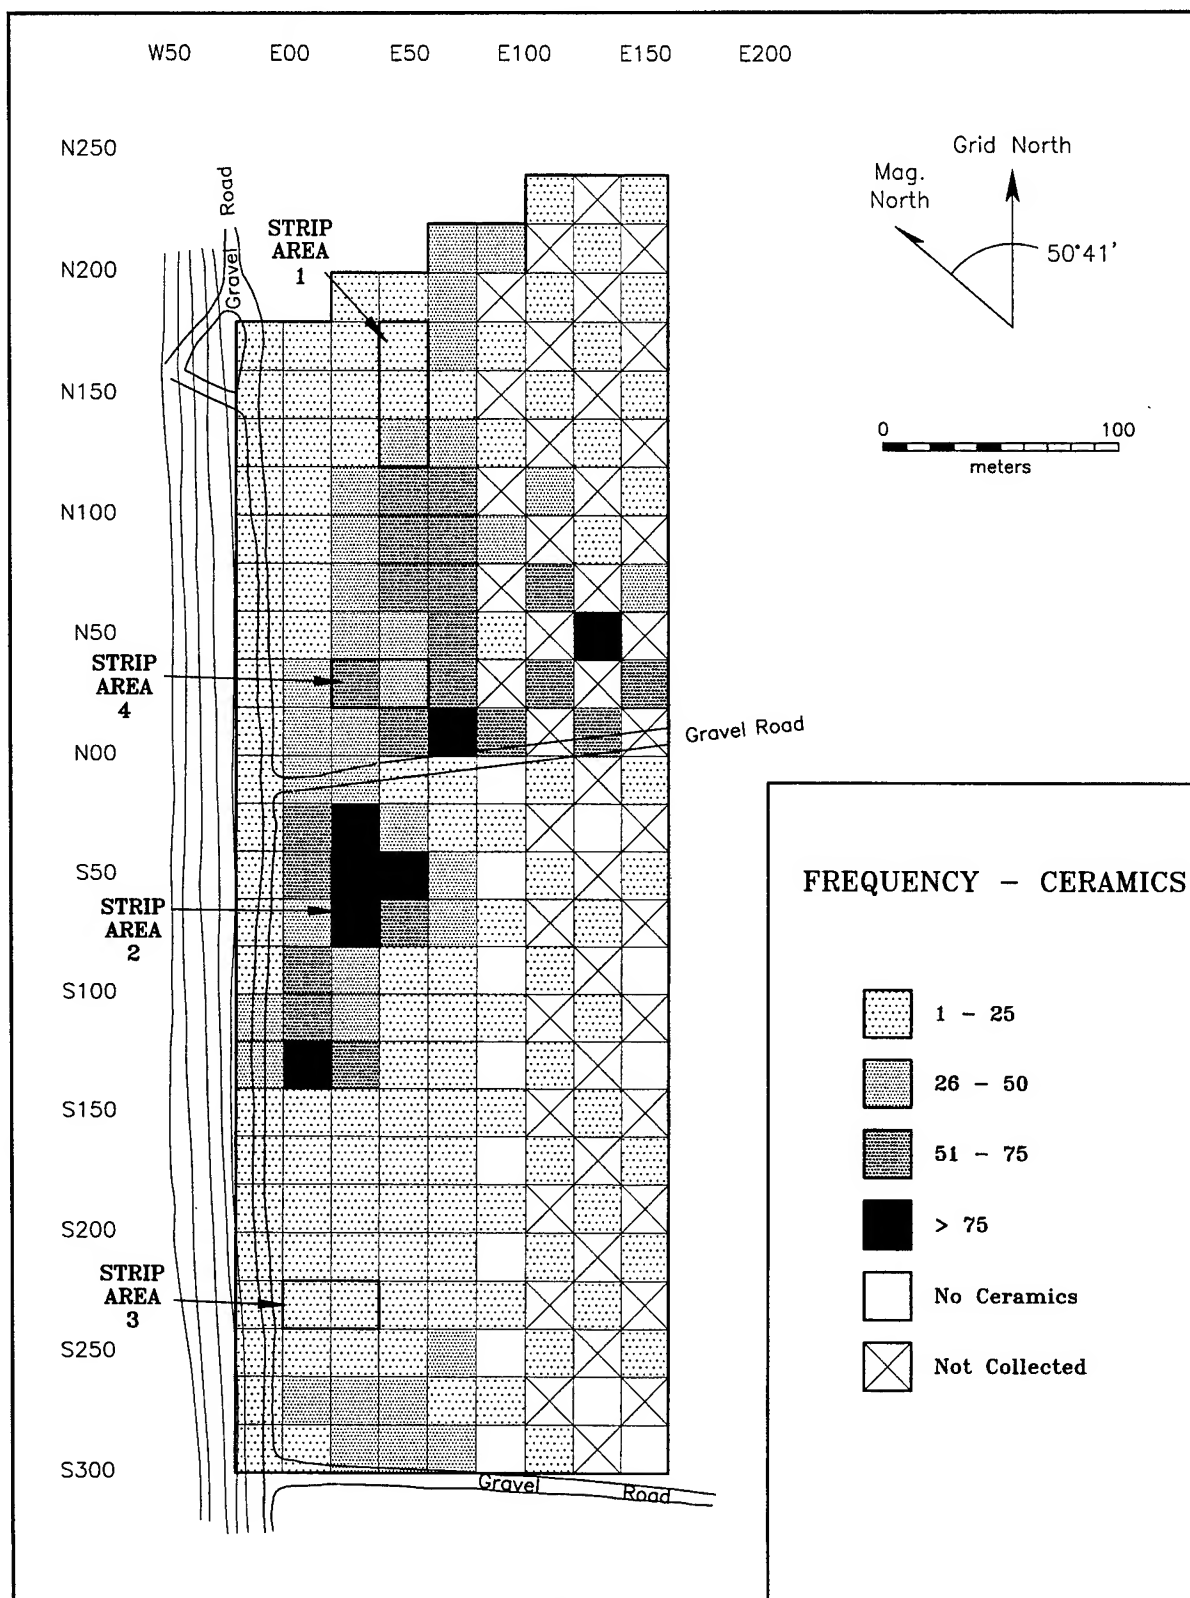 W50 E00 E50 E100 E150 E200
N250
N200
N150
N100
N50
N00
S50
S100
S150
S200
S250
S300
Gravel Road
STRIP
AREA
1
STRIP
AREA
4
STRIP
AREA
2
STRIP
AREA
3
Gravel Road
Gravel Road
Grid North
Mag.
North
50°41'
0 100
meters
FREQUENCY – CERAMICS
1 – 25
26 – 50
51 – 75
> 75
No Ceramics
Not Collected